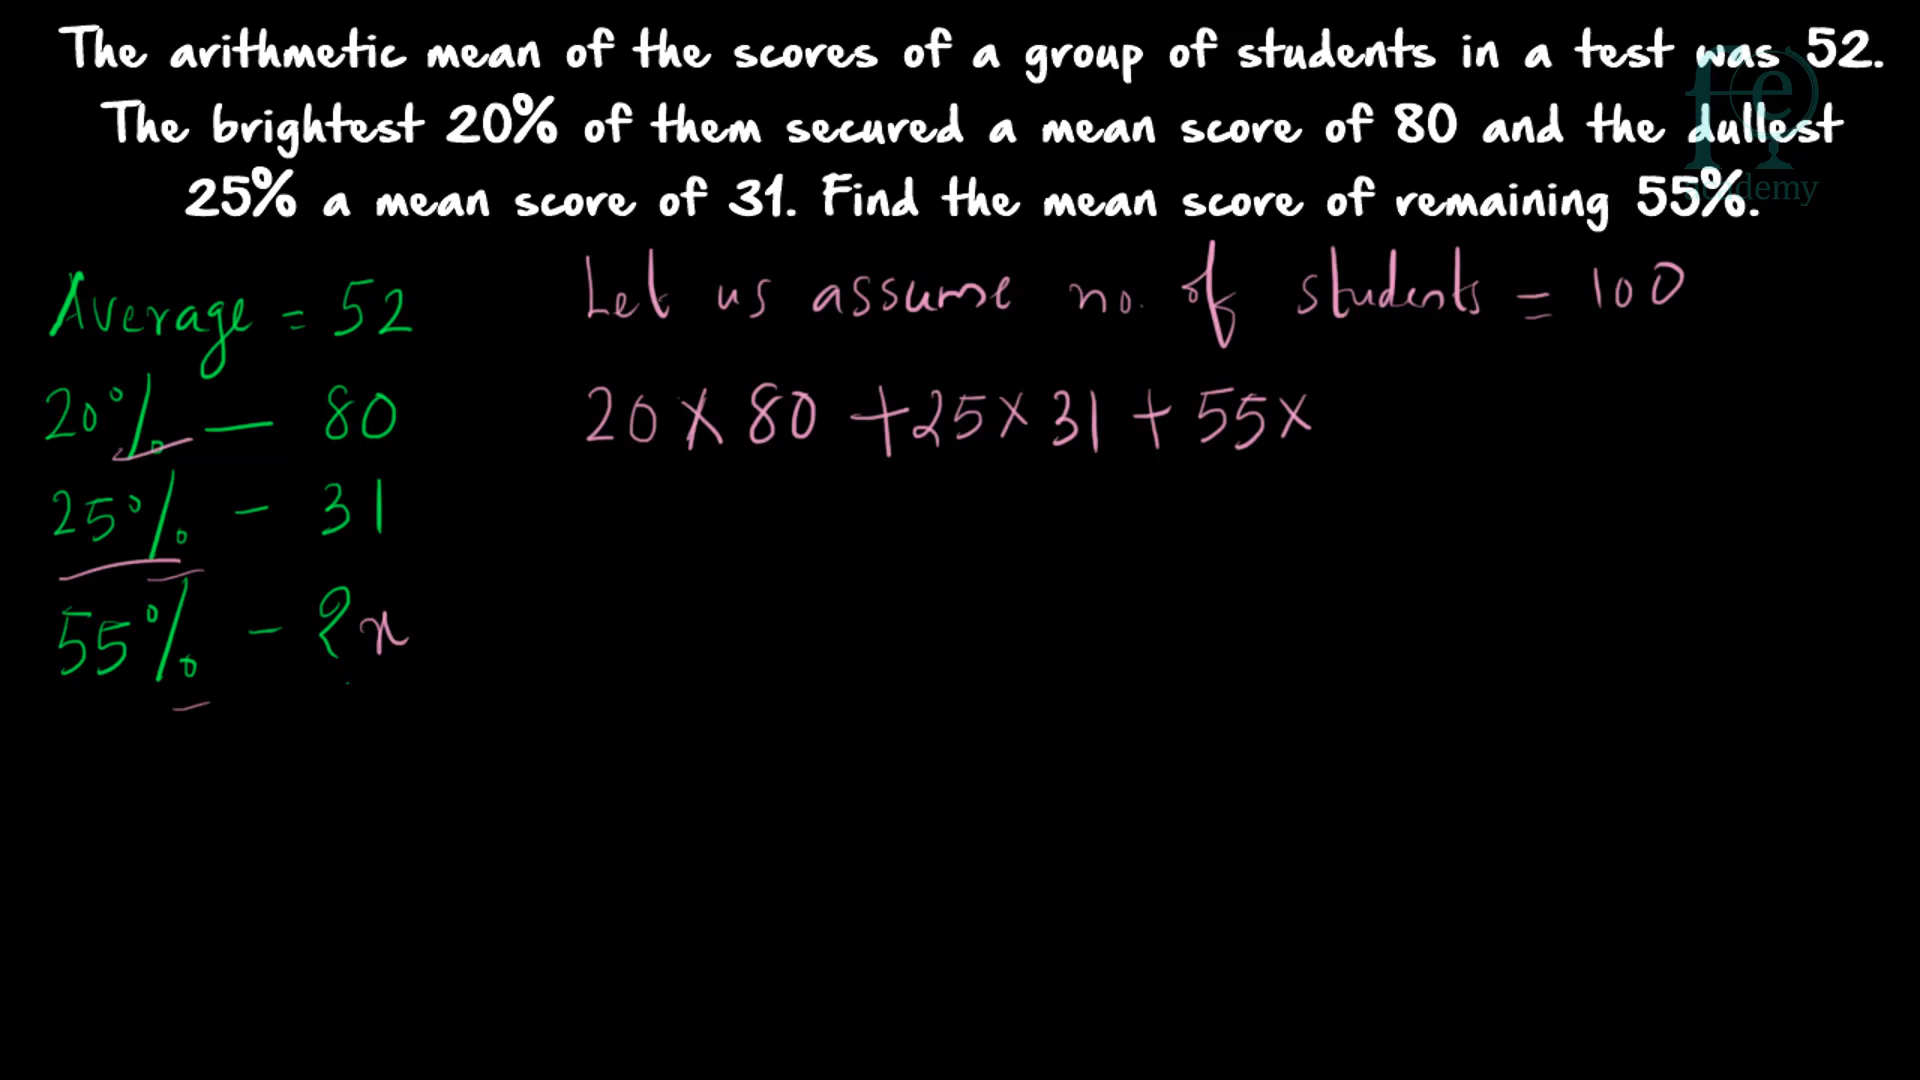 The arithmetic mean of the scores of a group of students in a test was 52.
The brightest 20% of them secured a mean score of 80 and the dullest
25% a mean score of 31. Find the mean score of remaining 55%.
Let us assume no. of students = 100
Average = 52
20% — 80
20 × 80 + 25 × 31 + 55 ×
25% - 31
55% - ? x